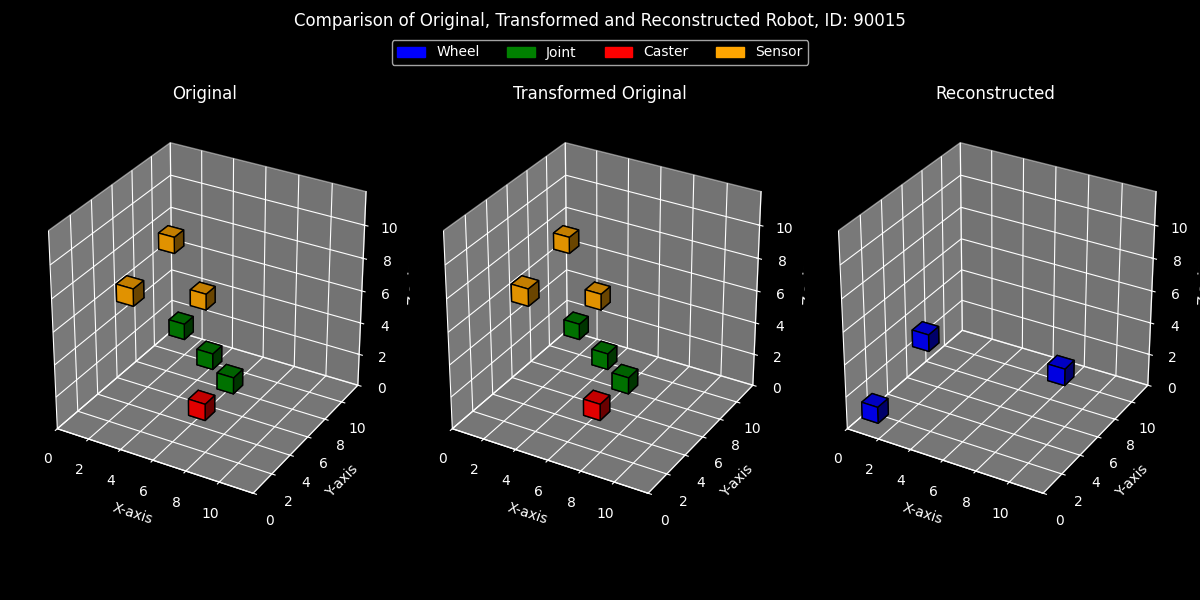 Comparison of Original, Transformed and Reconstructed Robot, ID: 90015
Wheel Joint Caster Sensor
Original Transformed Original Reconstructed
10 10 10
8 8 8
6 6 6
4 4 4
2 2 2
0 0 0
0 2 4 6 8 10
X-axis
0 2 4 6 8 10
Y-axis
0 2 4 6 8 10
X-axis
0 2 4 6 8 10
Y-axis
0 2 4 6 8 10
X-axis
0 2 4 6 8 10
Y-axis